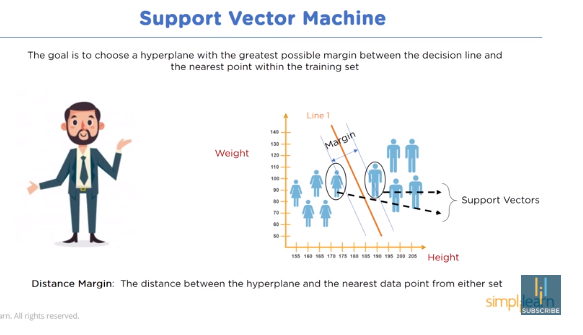 Support Vector Machine
The goal is to choose a hyperplane with the greatest possible margin between the decision line and
the nearest point within the training set
Line 1
Margin
Weight
140
130
120
110
100
90
80
70
60
50
155 160 165 170 175 180 185 190 195 200 205
Height
Support Vectors
Distance Margin: The distance between the hyperplane and the nearest data point from either set
simplilearn
SUBSCRIBE
arn. All rights reserved.